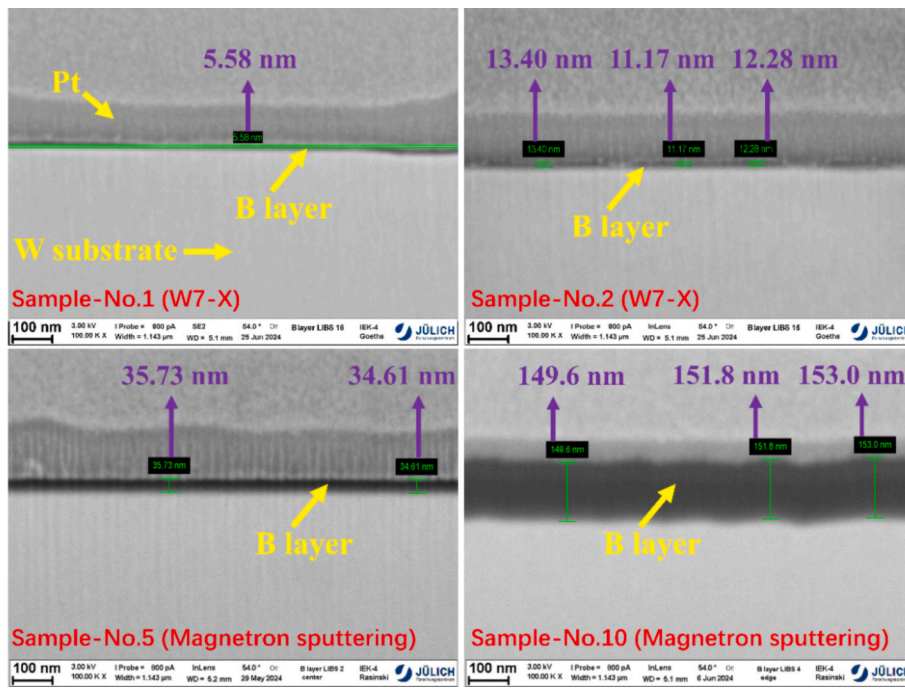 5.58 nm
Pt
5.58 nm
B layer
W substrate
Sample-No.1 (W7-X)
100 nm 3.00 kV I Probe = 800 pA SE2 54.0 ° Off B layer LIBS 16 IEK-4
100.00 K X Width = 1.143 µm WD = 5.1 mm 25 Jun 2024 Goethe JÜLICH
Forschungszentrum
13.40 nm 11.17 nm 12.28 nm
13.40 nm 11.17 nm 12.28 nm
B layer
Sample-No.2 (W7-X)
100 nm 3.00 kV I Probe = 800 pA InLens 54.0 ° Off B layer LIBS 15 IEK-4
100.00 K X Width = 1.143 µm WD = 5.1 mm 25 Jun 2024 Goethe JÜLICH
Forschungszentrum
35.73 nm 34.61 nm
35.73 nm 34.61 nm
B layer
Sample-No.5 (Magnetron sputtering)
100 nm 3.00 kV I Probe = 800 pA InLens 54.0 ° Off B layer LIBS 2 IEK-4
100.00 K X Width = 1.143 µm WD = 5.2 mm 29 May 2024 center Rasinski JÜLICH
Forschungszentrum
149.6 nm 151.8 nm 153.0 nm
149.6 nm 151.8 nm 153.0 nm
B layer
Sample-No.10 (Magnetron sputtering)
100 nm 3.00 kV I Probe = 800 pA InLens 54.0 ° Off B layer LIBS 4 IEK-4
100.00 K X Width = 1.143 µm WD = 5.1 mm 6 Jun 2024 edge Rasinski JÜLICH
Forschungszentrum